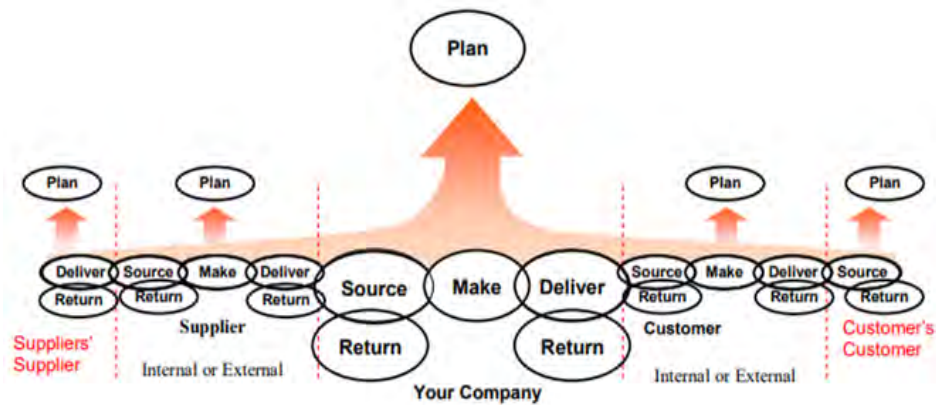 Plan
Plan
Plan
Plan
Plan
Deliver
Source
Make
Deliver
Source
Make
Deliver
Source
Make
Deliver
Source
Return
Return
Return
Return
Return
Return
Return
Return
Suppliers'
Supplier
Supplier
Internal or External
Your Company
Customer
Internal or External
Customer's
Customer